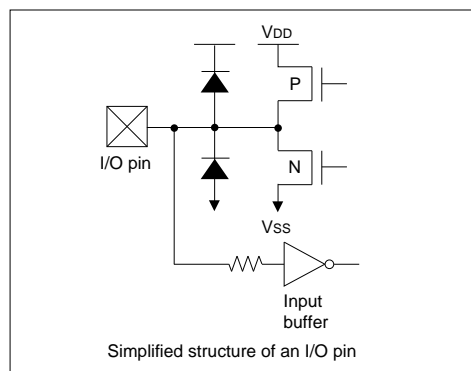 VDD
P
I/O pin
N
VSS
Input
buffer
Simplified structure of an I/O pin